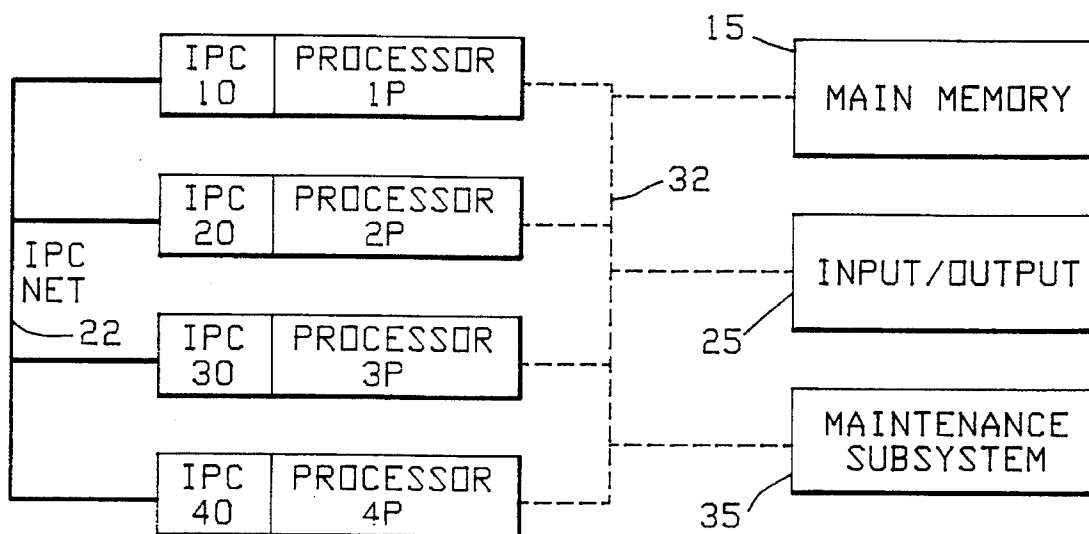 IPC
10
PROCESSOR
1P
15
MAIN MEMORY
32
IPC
20
PROCESSOR
2P
IPC
NET
22
INPUT/OUTPUT
25
IPC
30
PROCESSOR
3P
MAINTENANCE
SUBSYSTEM
35
IPC
40
PROCESSOR
4P